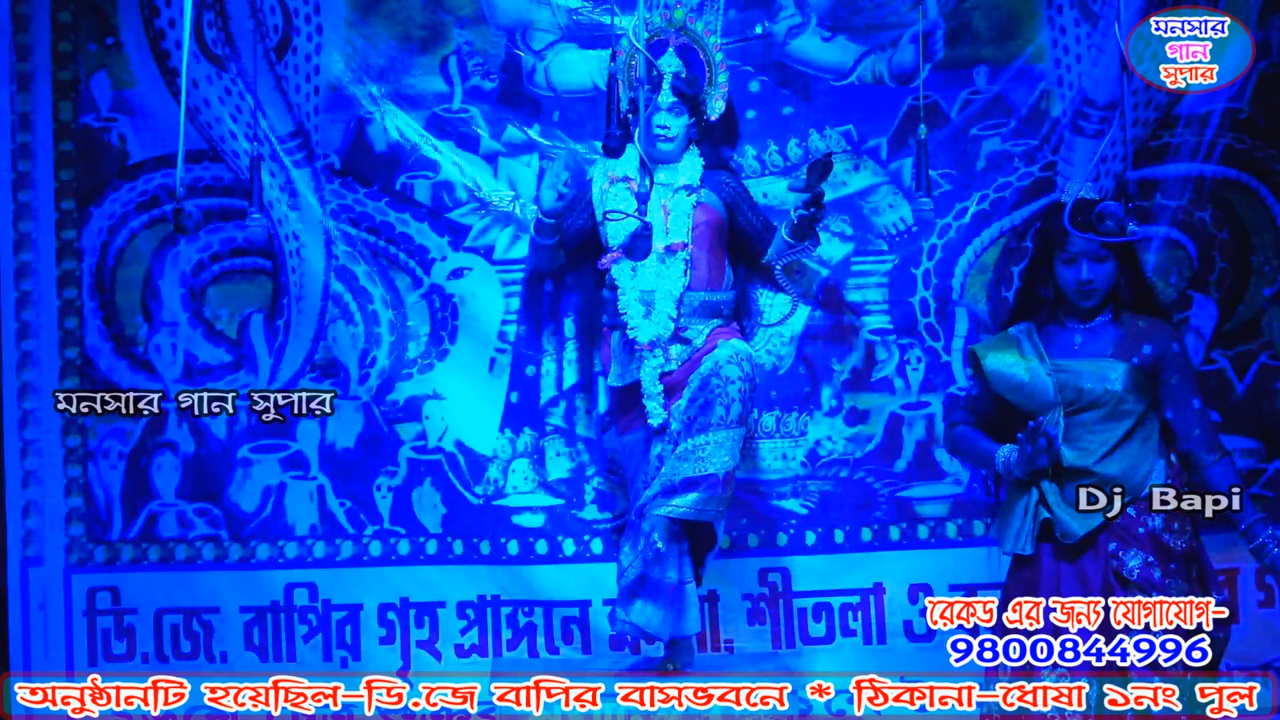 মনসার
গান
সুপার
মনসার গান সুপার
Dj Bapi
ডি.জে. বাপির গৃহ প্রাঙ্গনে শীতলা ও
রেকড এর জন্য যোগাযোগ-
9800844996
অনুষ্ঠানটি হয়েছিল-ডি.জে বাপির বাসভবনে * ঠিকানা-ধোষা ১নং পুল